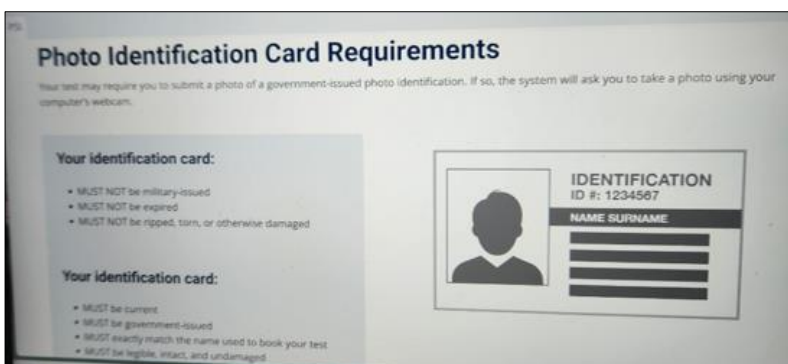 PSI
Photo Identification Card Requirements
Your test may require you to submit a photo of a government-issued photo identification. If so, the system will ask you to take a photo using your
computer's webcam.
Your identification card:
• MUST NOT be military-issued
• MUST NOT be expired
• MUST NOT be ripped, torn, or otherwise damaged
Your identification card:
• MUST be current
• MUST be government-issued
• MUST exactly match the name used to book your test
• MUST be legible, intact, and undamaged
IDENTIFICATION
ID #: 1234567
NAME SURNAME